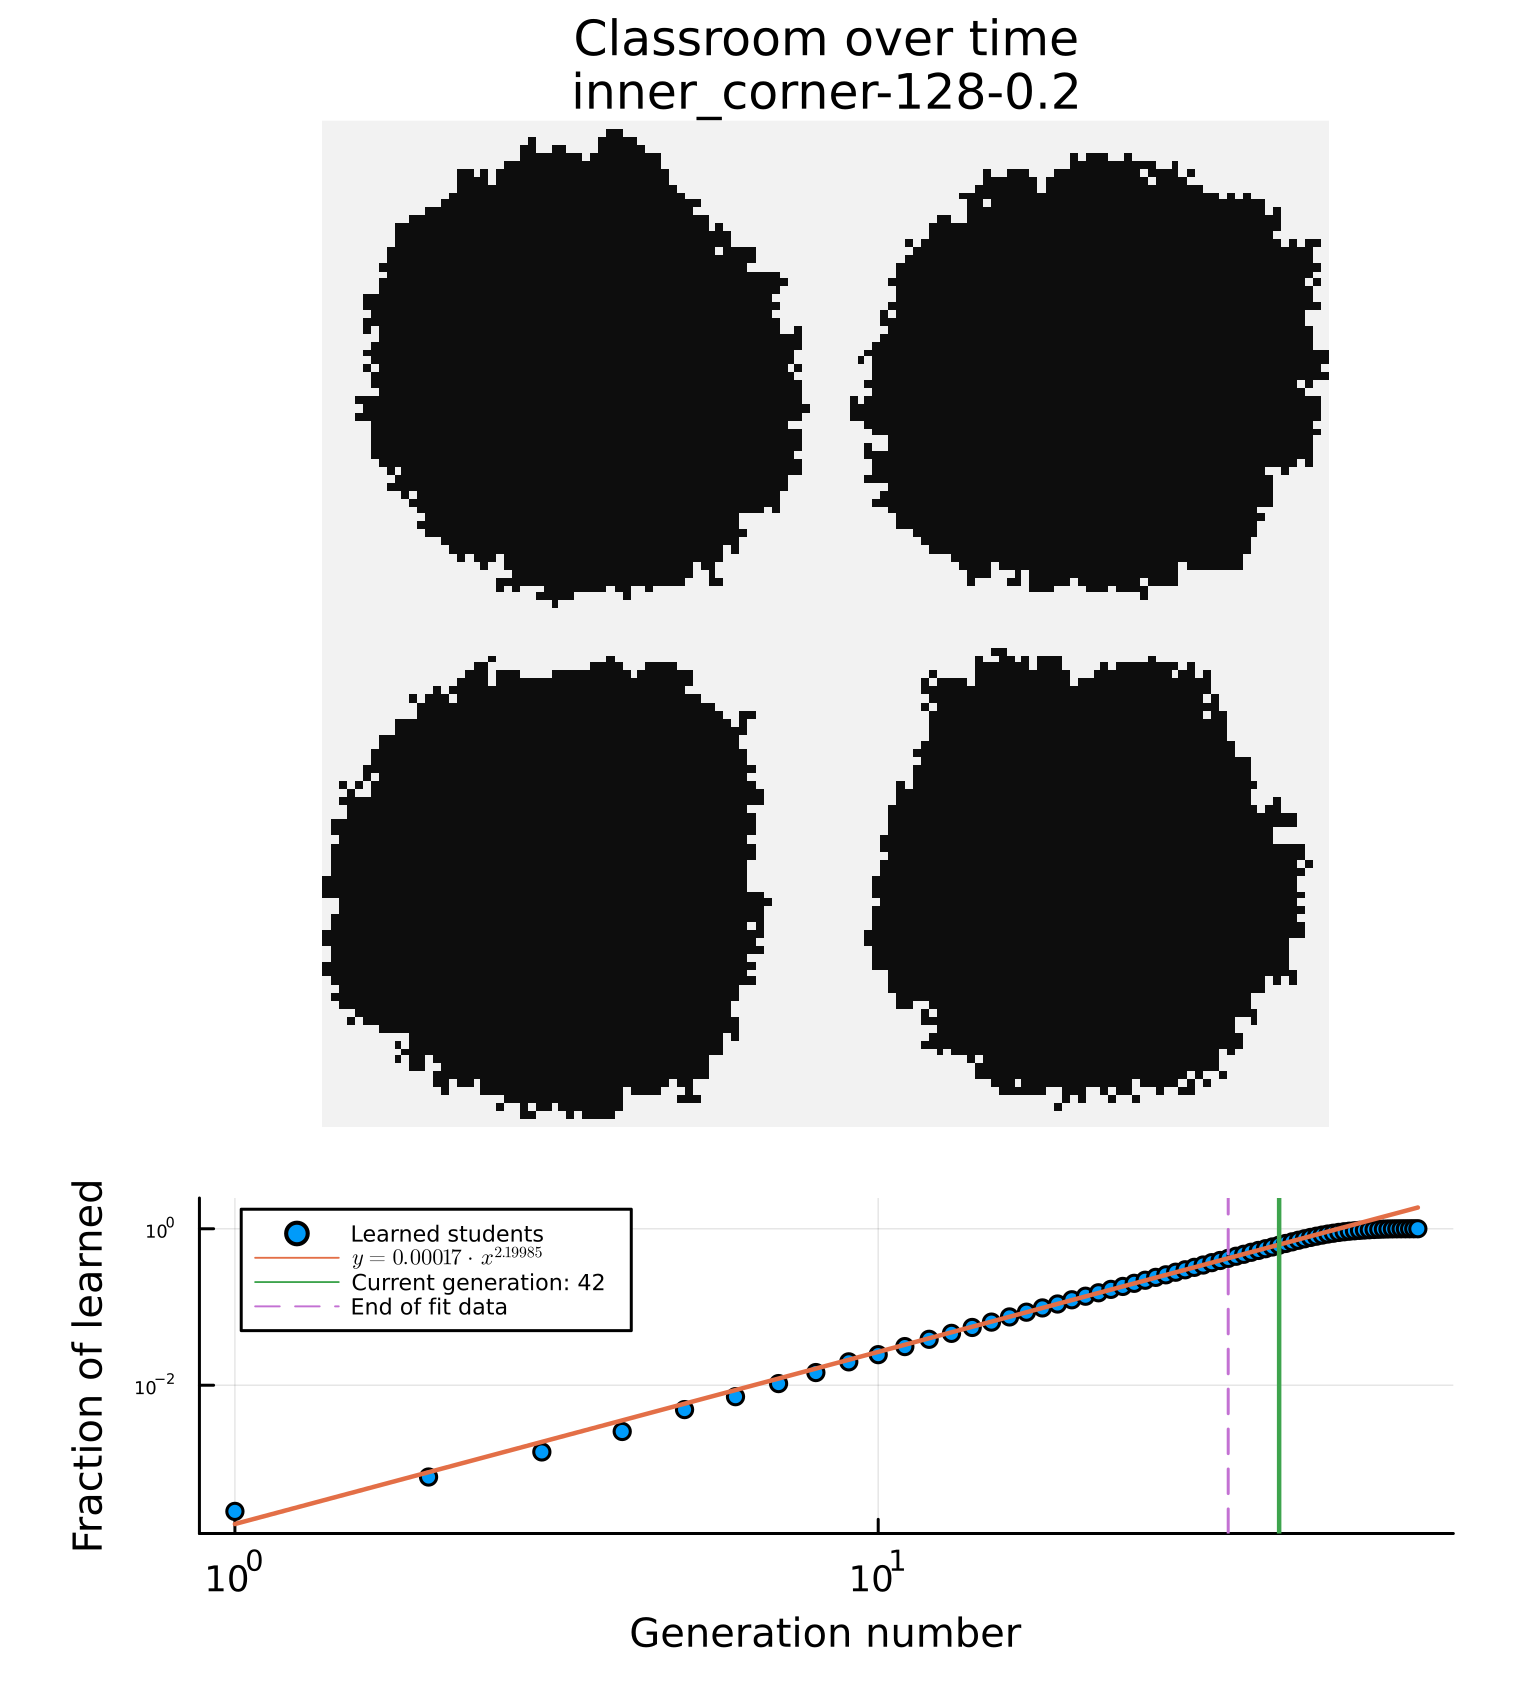 Classroom over time
inner_corner-128-0.2
Fraction of learned
10⁰
10⁻²
Learned students
y = 0.00017 · x^2.19985
Current generation: 42
End of fit data
10⁰
10¹
Generation number